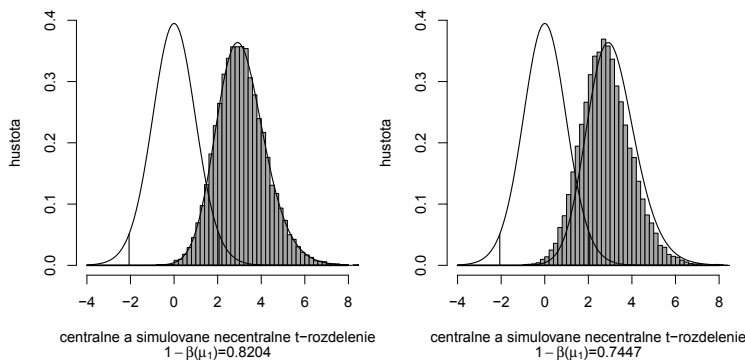 0.4
0.3
0.2
0.1
0.0
hustota
−4 −2 0 2 4 6 8
centralne a simulovane necentralne t−rozdelenie
1 − β(μ₁)=0.8204
0.4
0.3
0.2
0.1
0.0
hustota
−4 −2 0 2 4 6 8
centralne a simulovane necentralne t−rozdelenie
1 − β(μ₁)=0.7447